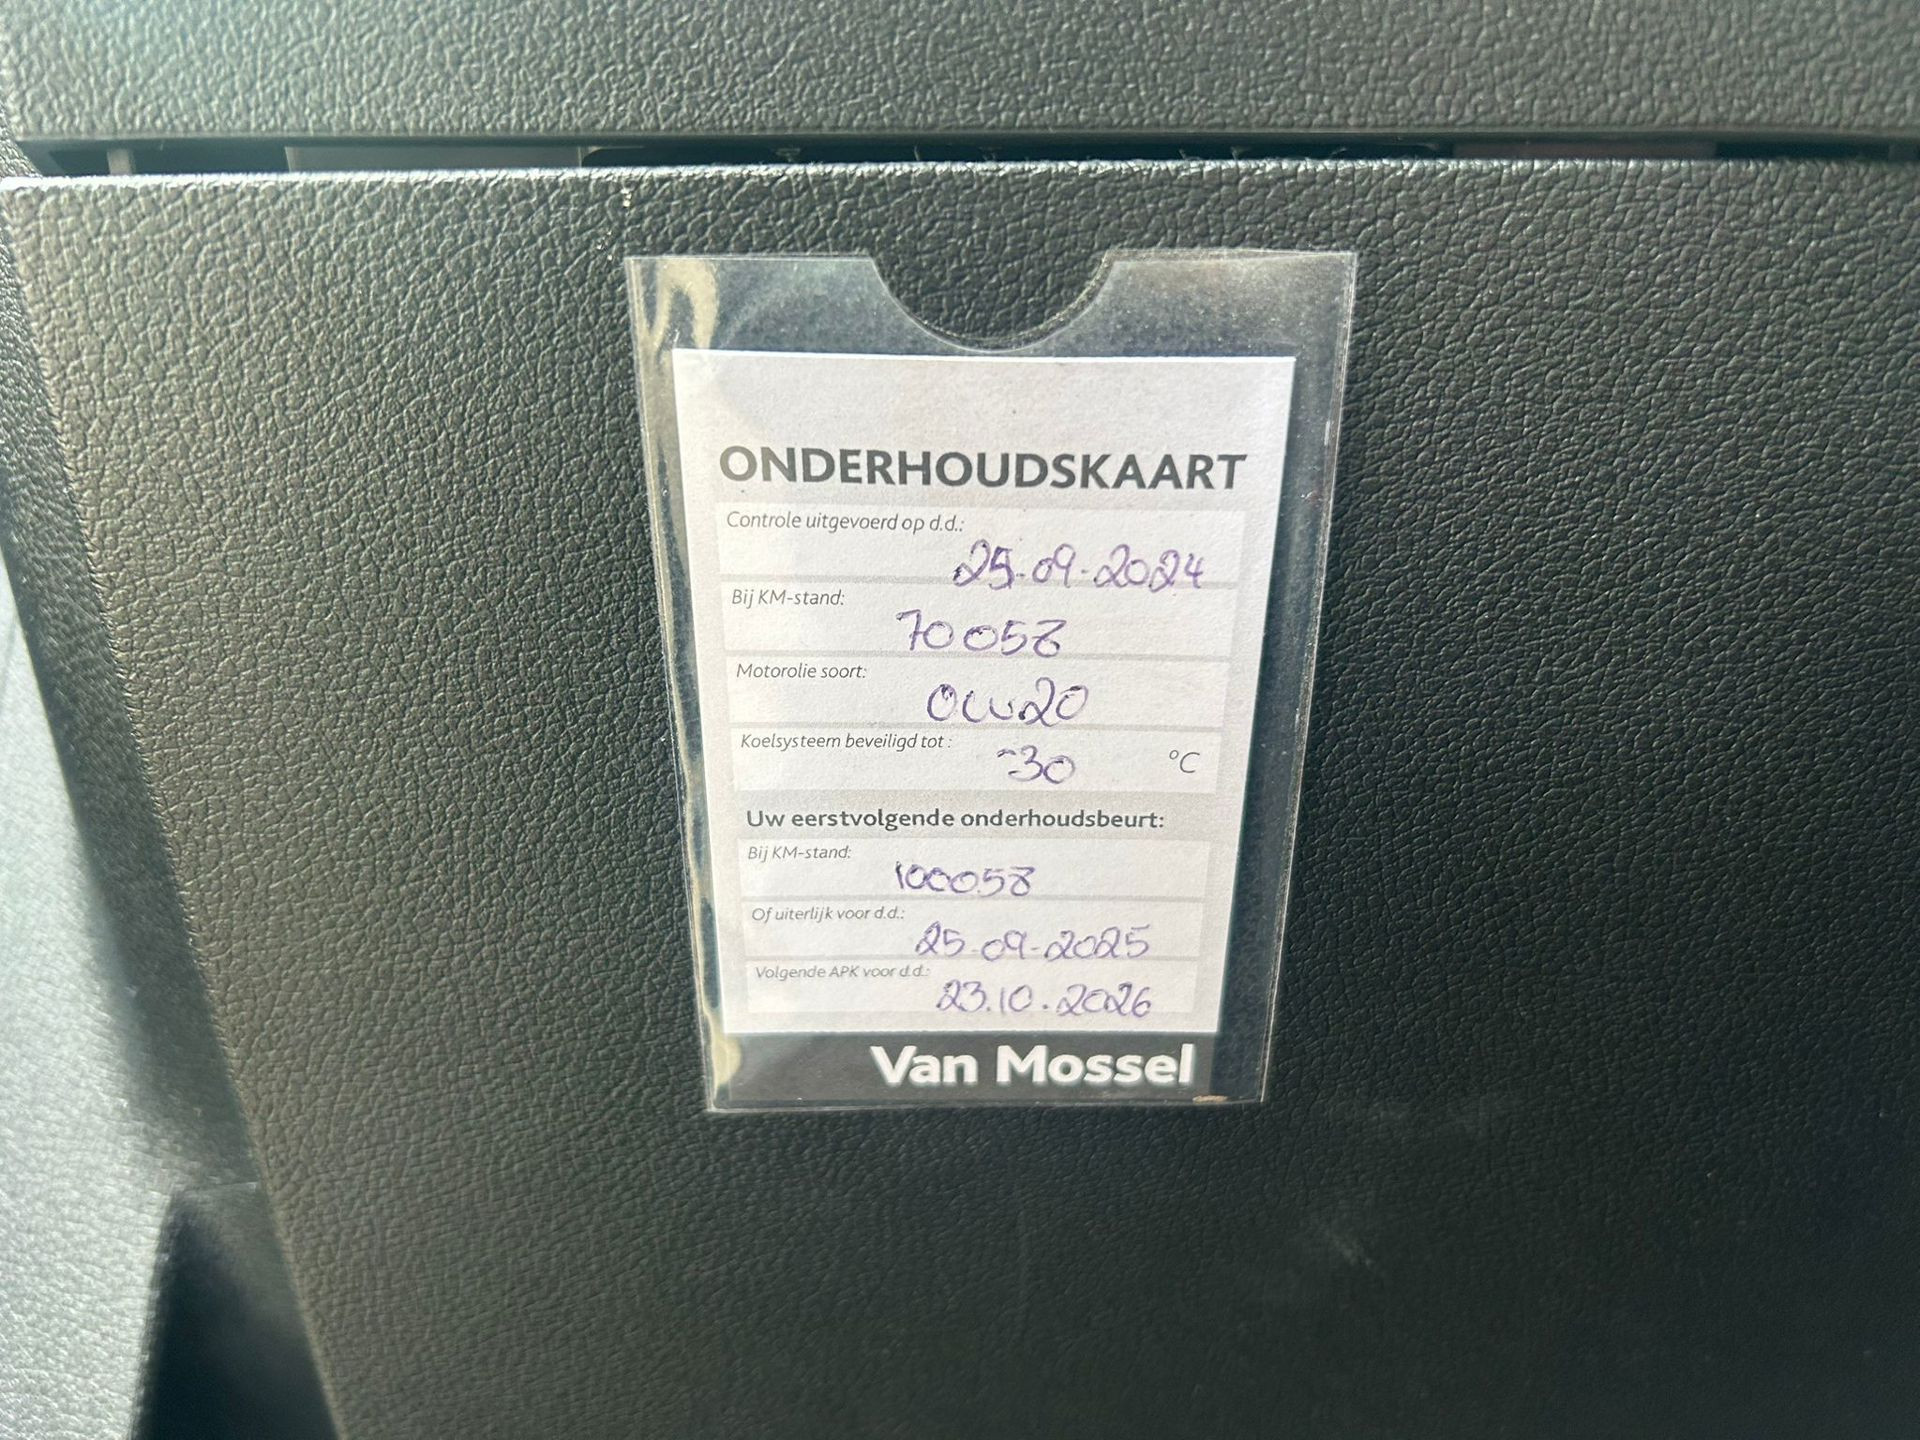 ONDERHOUDSKAART
Controle uitgevoerd op d.d.:
25-09-2024
Bij KM-stand:
70058
Motorolie soort:
0W20
Koelsysteem beveiligd tot :
-30 °C
Uw eerstvolgende onderhoudsbeurt:
Bij KM-stand:
100058
Of uiterlijk voor d.d.:
25-09-2025
Volgende APK voor d.d.:
23.10.2026
Van Mossel